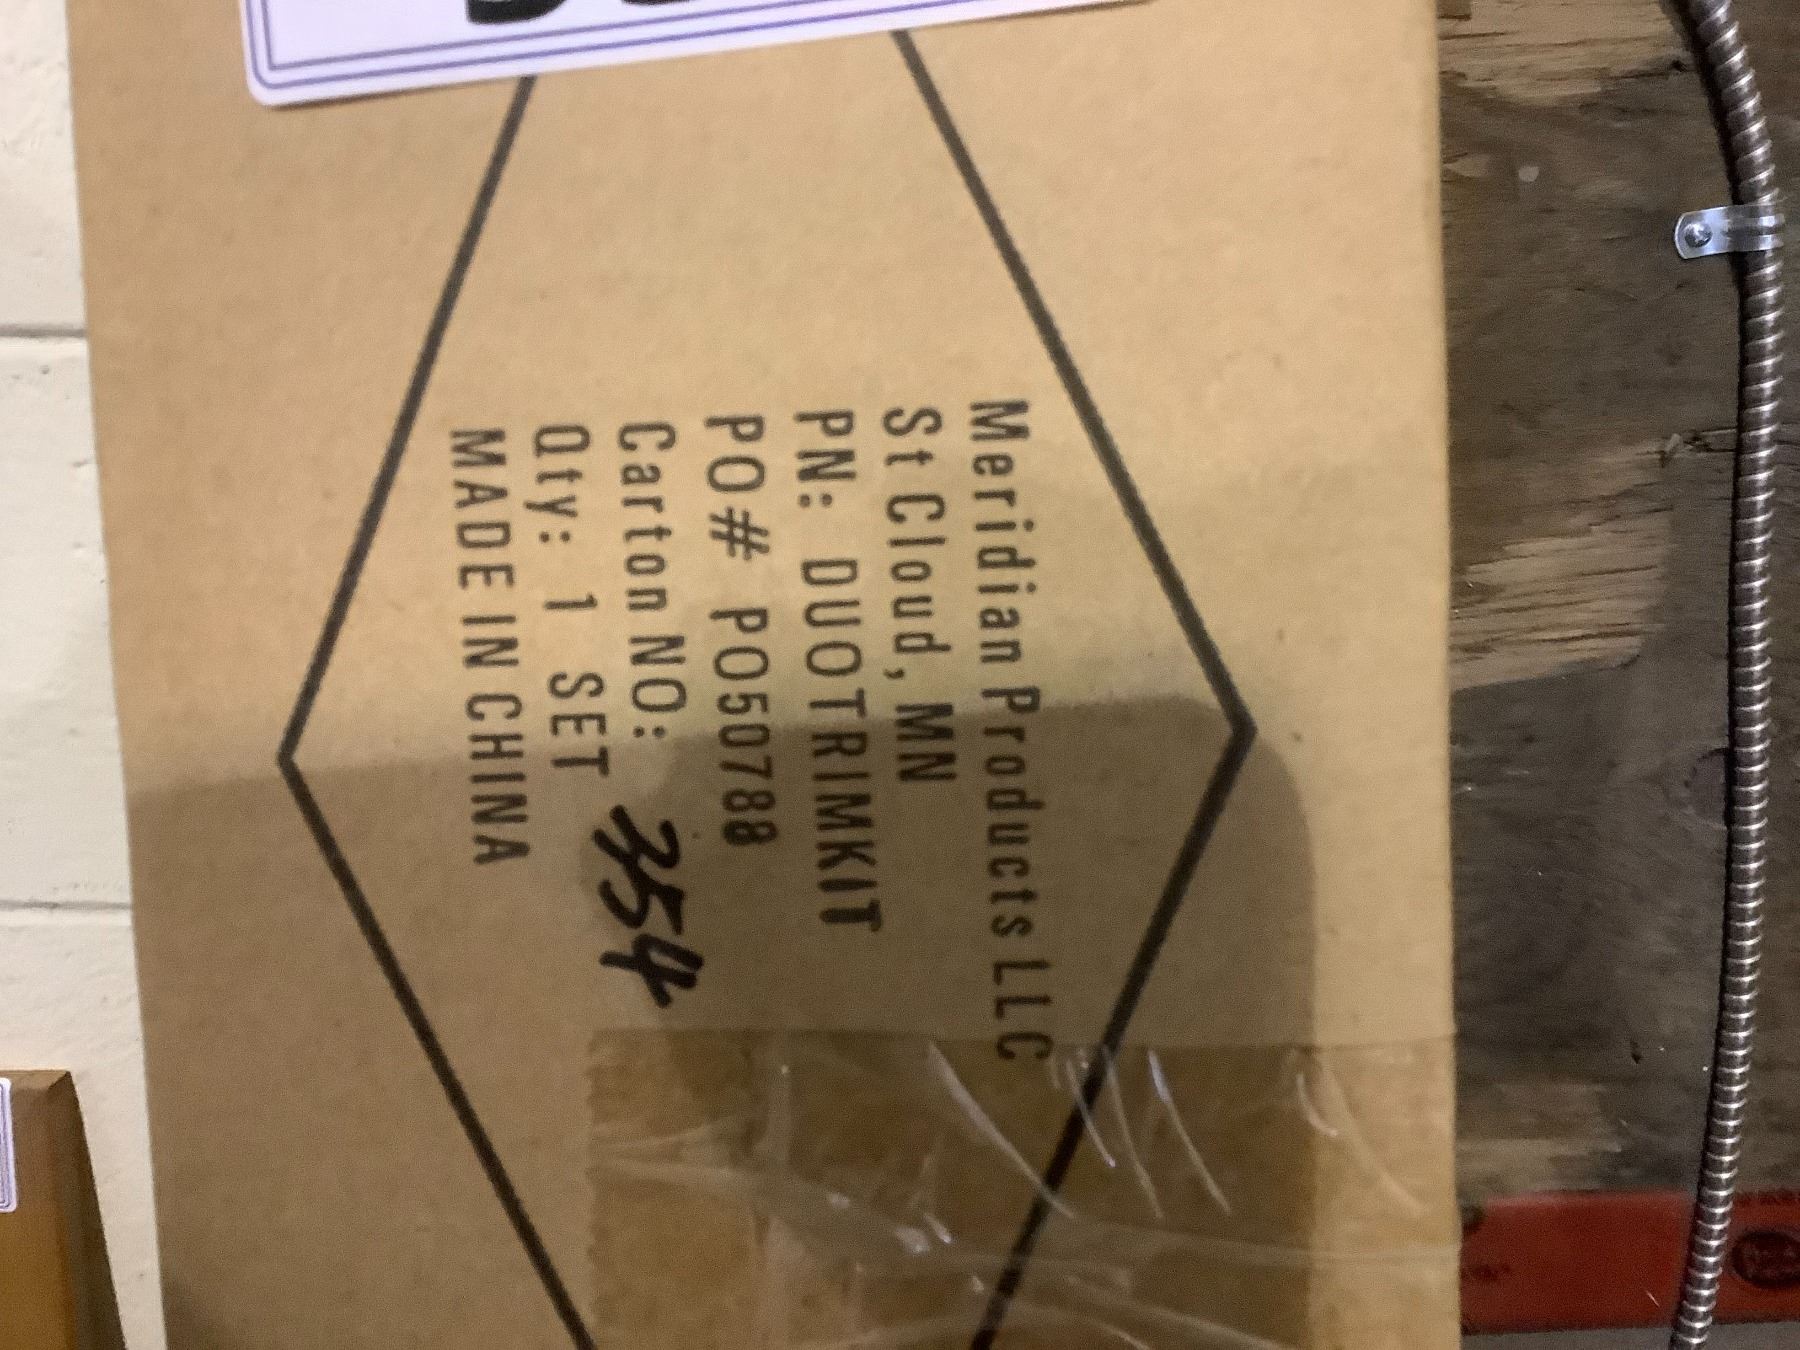 Meridian Products LLC
St Cloud, MN
PN: DUOTRIMKIT
PO# PO50788
Carton NO: 354
Qty: 1 SET
MADE IN CHINA